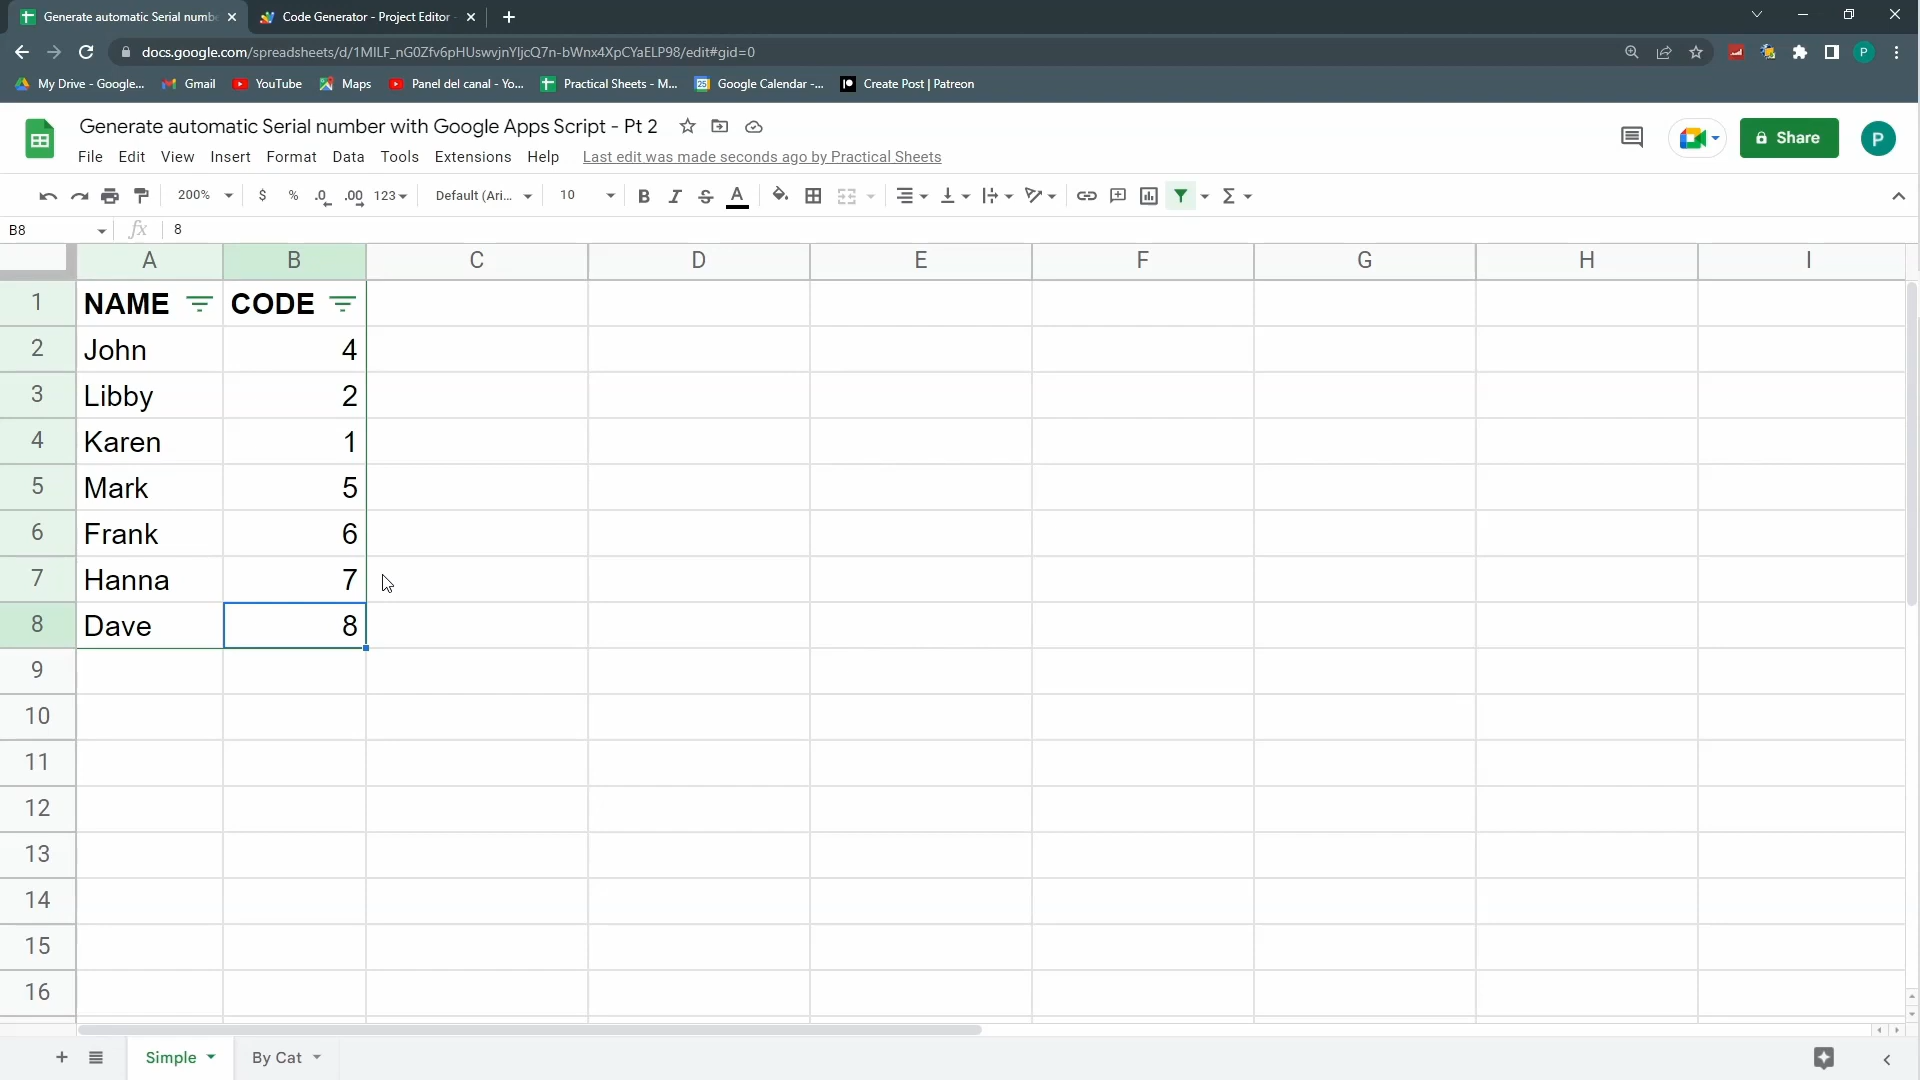 Generate automatic Serial numb
Code Generator - Project Editor
docs.google.com/spreadsheets/d/1MILF_nG0Zfv6pHUswvjnYljcQ7n-bWnx4XpCYaELP98/edit#gid=0
My Drive - Google...
Gmail
YouTube
Maps
Panel del canal - Yo...
Practical Sheets - M...
Google Calendar -...
Create Post | Patreon
Generate automatic Serial number with Google Apps Script - Pt 2
Share
P
File Edit View Insert Format Data Tools Extensions Help Last edit was made seconds ago by Practical Sheets
200% $ % .0 .00 123 Default (Ari... 10 B I S A
B8 fx 8
A B C D E F G H I
1 NAME CODE
2 John 4
3 Libby 2
4 Karen 1
5 Mark 5
6 Frank 6
7 Hanna 7
8 Dave 8
9
10
11
12
13
14
15
16
Simple
By Cat